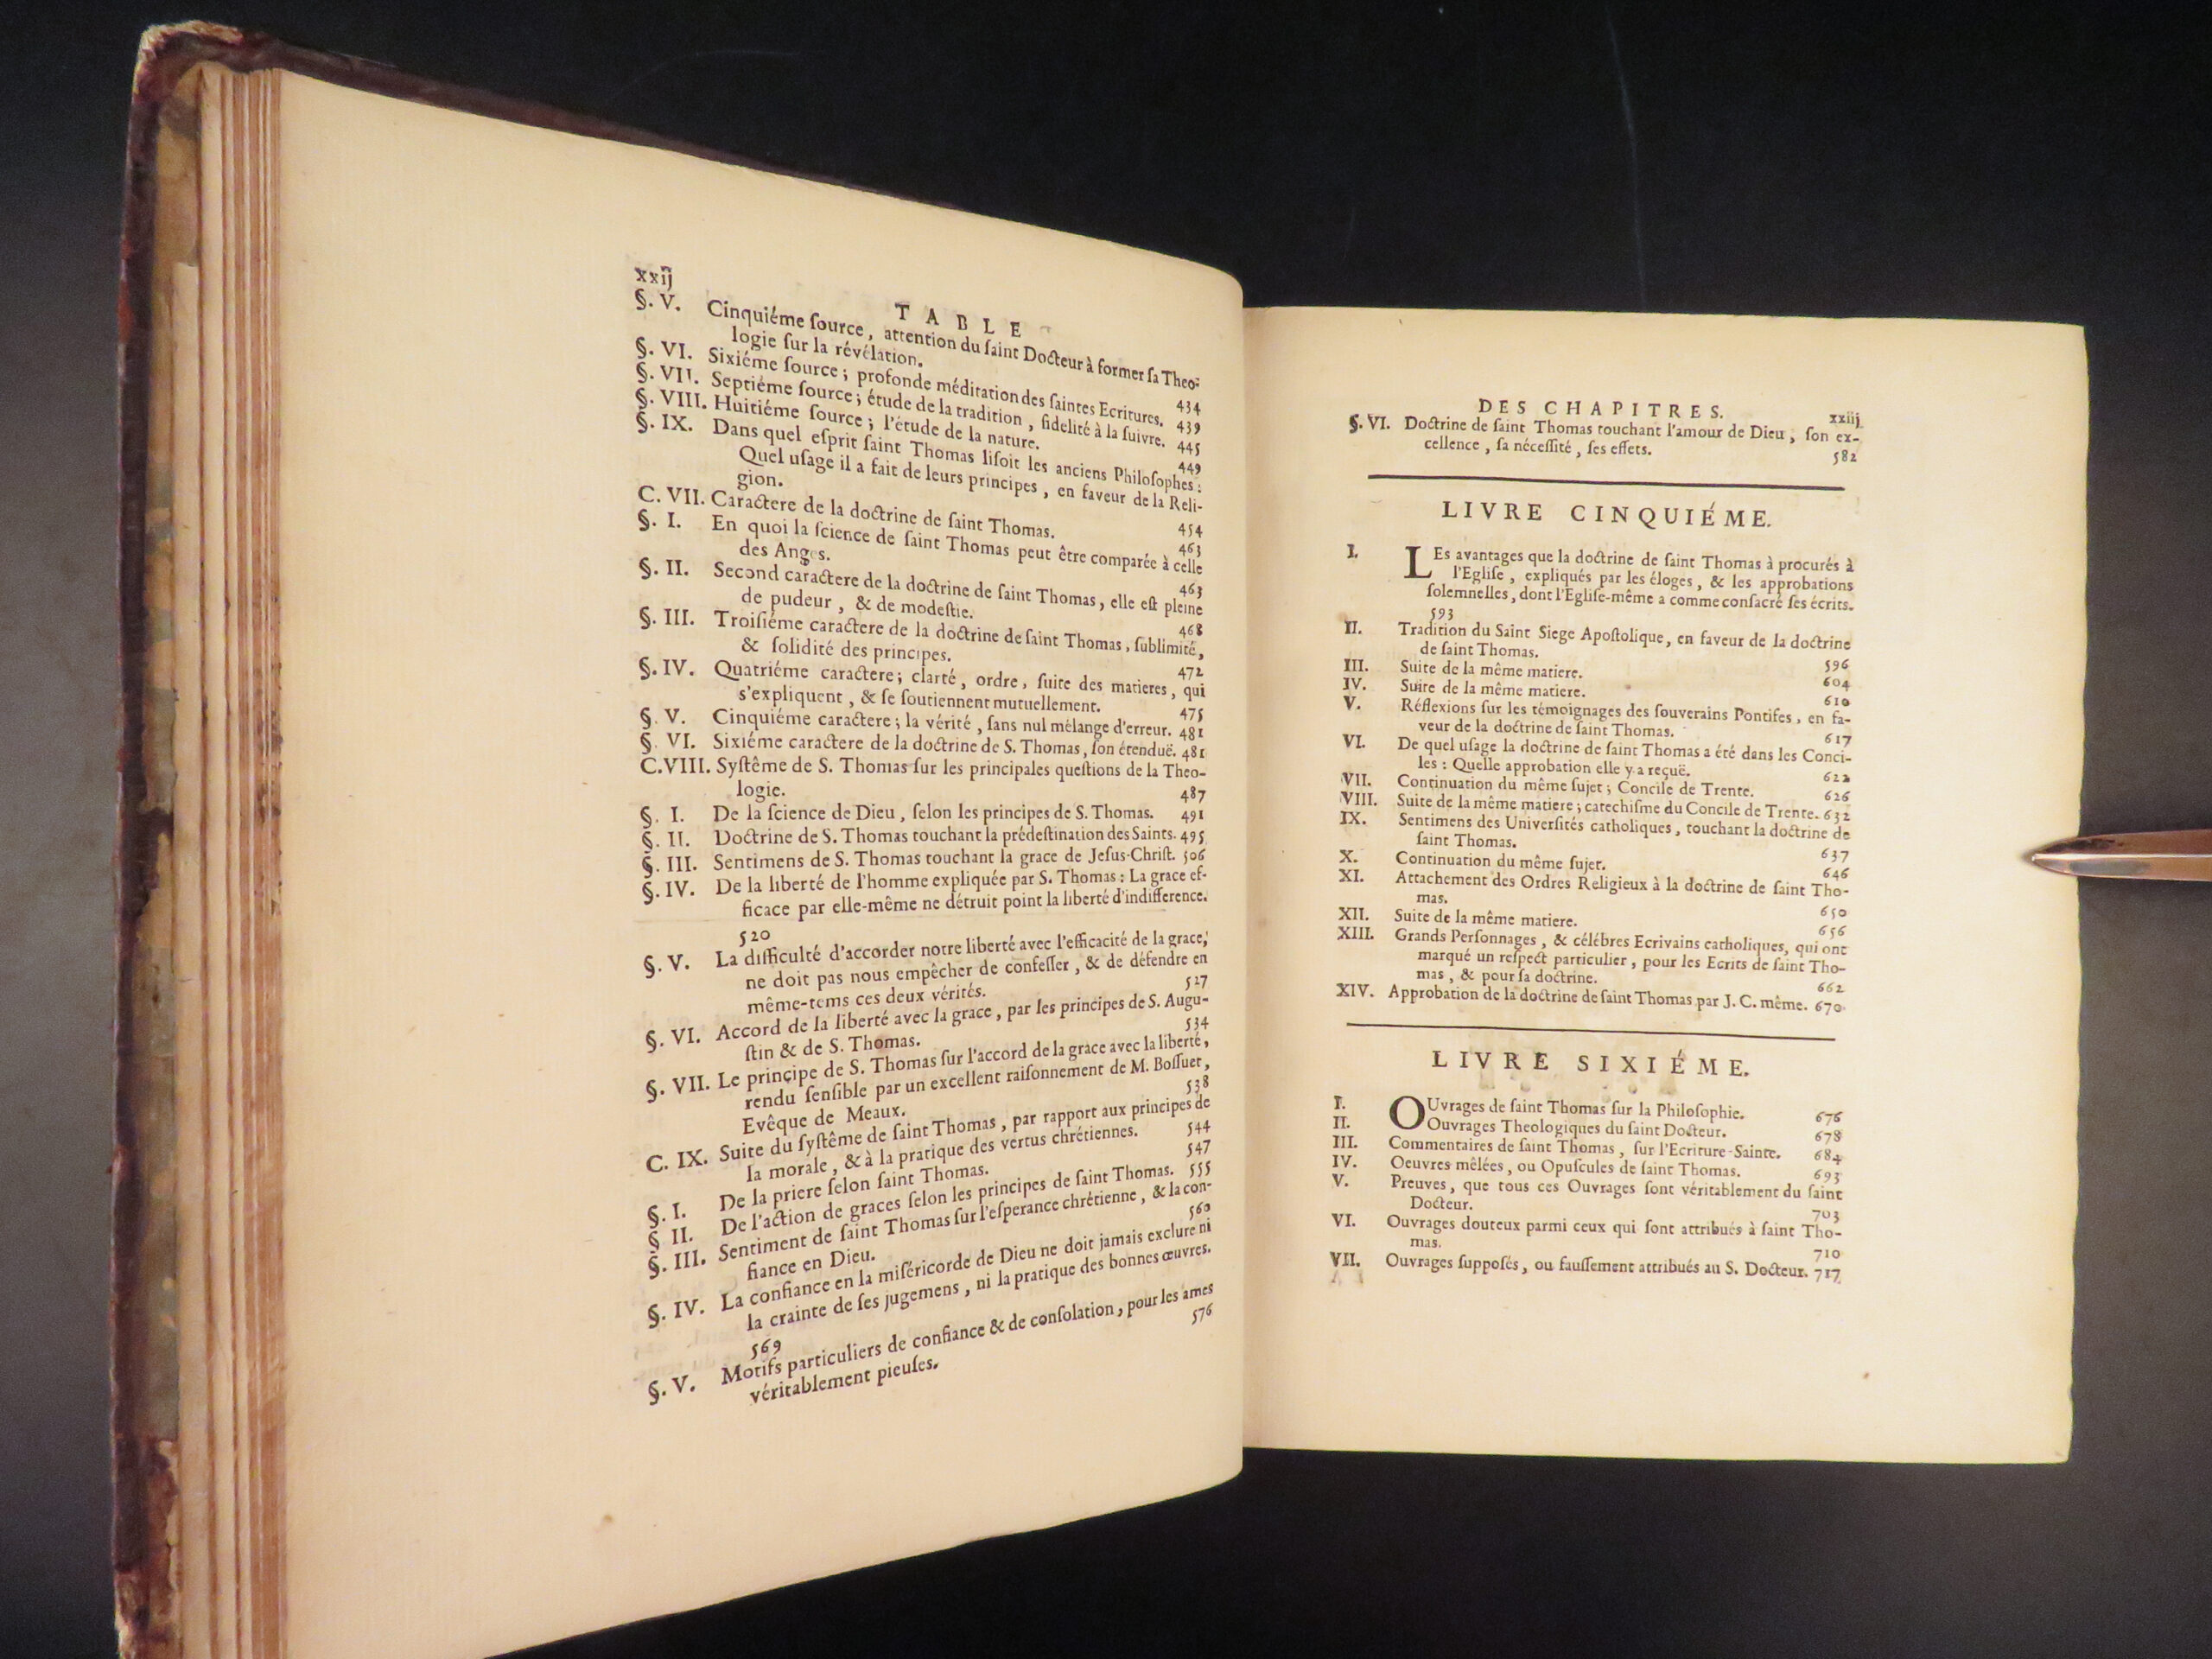 xxij
TABLE
§. V. Cinquiéme ſource, attention du ſaint Docteur à former ſa Theo-
logie ſur la révélation. 434
§. VI. Sixiéme ſource; profonde méditation des ſaintes Ecritures. 439
§. VII. Septiéme ſource; étude de la tradition, fidelité à la ſuivre. 445
§. VIII. Huitiéme ſource; l'étude de la nature. 449
§. IX. Dans quel eſprit ſaint Thomas liſoit les anciens Philoſophes:
Quel uſage il a fait de leurs principes, en faveur de la Reli-
gion. 454
C. VII. Caractere de la doctrine de ſaint Thomas. 463
§. I. En quoi la ſcience de ſaint Thomas peut être comparée à celle
des Anges. 463
§. II. Second caractere de la doctrine de ſaint Thomas, elle eſt pleine
de pudeur, & de modeſtie. 468
§. III. Troiſiéme caractere de la doctrine de ſaint Thomas, ſublimité,
& ſolidité des principes. 472
§. IV. Quatriéme caractere; clarté, ordre, ſuite des matieres, qui
s'expliquent, & ſe ſoutiennent mutuellement. 475
§. V. Cinquiéme caractere; la vérité, ſans nul mélange d'erreur. 481
§. VI. Sixiéme caractere de la doctrine de S. Thomas, ſon étenduë. 481
C. VIII. Syſtême de S. Thomas ſur les principales queſtions de la Theo-
logie. 487
§. I. De la ſcience de Dieu, ſelon les principes de S. Thomas. 491
§. II. Doctrine de S. Thomas touchant la prédeſtination des Saints. 495
§. III. Sentimens de S. Thomas touchant la grace de Jeſus-Chriſt. 506
§. IV. De la liberté de l'homme expliquée par S. Thomas: La grace ef-
ficace par elle-même ne détruit point la liberté d'indifference.
520
§. V. La difficulté d'accorder notre liberté avec l'efficacité de la grace,
ne doit pas nous empêcher de confeſſer, & de défendre en
même-tems ces deux vérités. 527
§. VI. Accord de la liberté avec la grace, par les principes de S. Augu-
ſtin & de S. Thomas. 534
§. VII. Le principe de S. Thomas ſur l'accord de la grace avec la liberté,
rendu ſenſible par un excellent raiſonnement de M. Boſſuet,
Evêque de Meaux. 538
C. IX. Suite du ſyſtême de ſaint Thomas, par rapport aux principes de
la morale, & à la pratique des vertus chrétiennes. 544
§. I. De la priere ſelon ſaint Thomas. 547
§ II. De l'action de graces ſelon les principes de ſaint Thomas. 555
§. III. Sentiment de ſaint Thomas ſur l'eſperance chrétienne, & la con-
fiance en Dieu. 560
§. IV. La confiance en la miſéricorde de Dieu ne doit jamais exclure ni
la crainte de ſes jugemens, ni la pratique des bonnes œuvres.
569
§. V. Motifs particuliers de confiance & de conſolation, pour les ames
véritablement pieuſes. 576
DES CHAPITRES. xxiij
§. VI. Doctrine de ſaint Thomas touchant l'amour de Dieu, ſon ex-
cellence, ſa néceſſité, ſes effets. 582
LIVRE CINQUIÉME.
I. LEs avantages que la doctrine de ſaint Thomas à procurés à
l'Egliſe, expliqués par les éloges, & les approbations
ſolemnelles, dont l'Egliſe-même a comme conſacré ſes écrits.
593
II. Tradition du Saint Siege Apoſtolique, en faveur de la doctrine
de ſaint Thomas. 596
III. Suite de la même matiere. 604
IV. Suite de la même matiere. 610
V. Réflexions ſur les témoignages des ſouverains Pontifes, en fa-
veur de la doctrine de ſaint Thomas. 617
VI. De quel uſage la doctrine de ſaint Thomas a été dans les Conci-
les: Quelle approbation elle y a reçuë. 622
VII. Continuation du même ſujet; Concile de Trente. 626
VIII. Suite de la même matiere; catechiſme du Concile de Trente. 632
IX. Sentimens des Univerſités catholiques, touchant la doctrine de
ſaint Thomas. 637
X. Continuation du même ſujet. 646
XI. Attachement des Ordres Religieux à la doctrine de ſaint Tho-
mas. 650
XII. Suite de la même matiere. 656
XIII. Grands Perſonnages, & célébres Ecrivains catholiques, qui ont
marqué un reſpect particulier, pour les Ecrits de ſaint Tho-
mas, & pour ſa doctrine. 662
XIV. Approbation de la doctrine de ſaint Thomas par J. C. même. 670
LIVRE SIXIÉME.
I. OUvrages de ſaint Thomas ſur la Philoſophie. 676
II. Ouvrages Theologiques du ſaint Docteur. 678
III. Commentaires de ſaint Thomas, ſur l'Ecriture-Sainte. 684
IV. Oeuvres mêlées, ou Opuſcules de ſaint Thomas. 693
V. Preuves, que tous ces Ouvrages ſont véritablement du ſaint
Docteur. 703
VI. Ouvrages douteux parmi ceux qui ſont attribués à ſaint Tho-
mas. 710
VII. Ouvrages ſuppoſés, ou fauſſement attribués au S. Docteur. 717